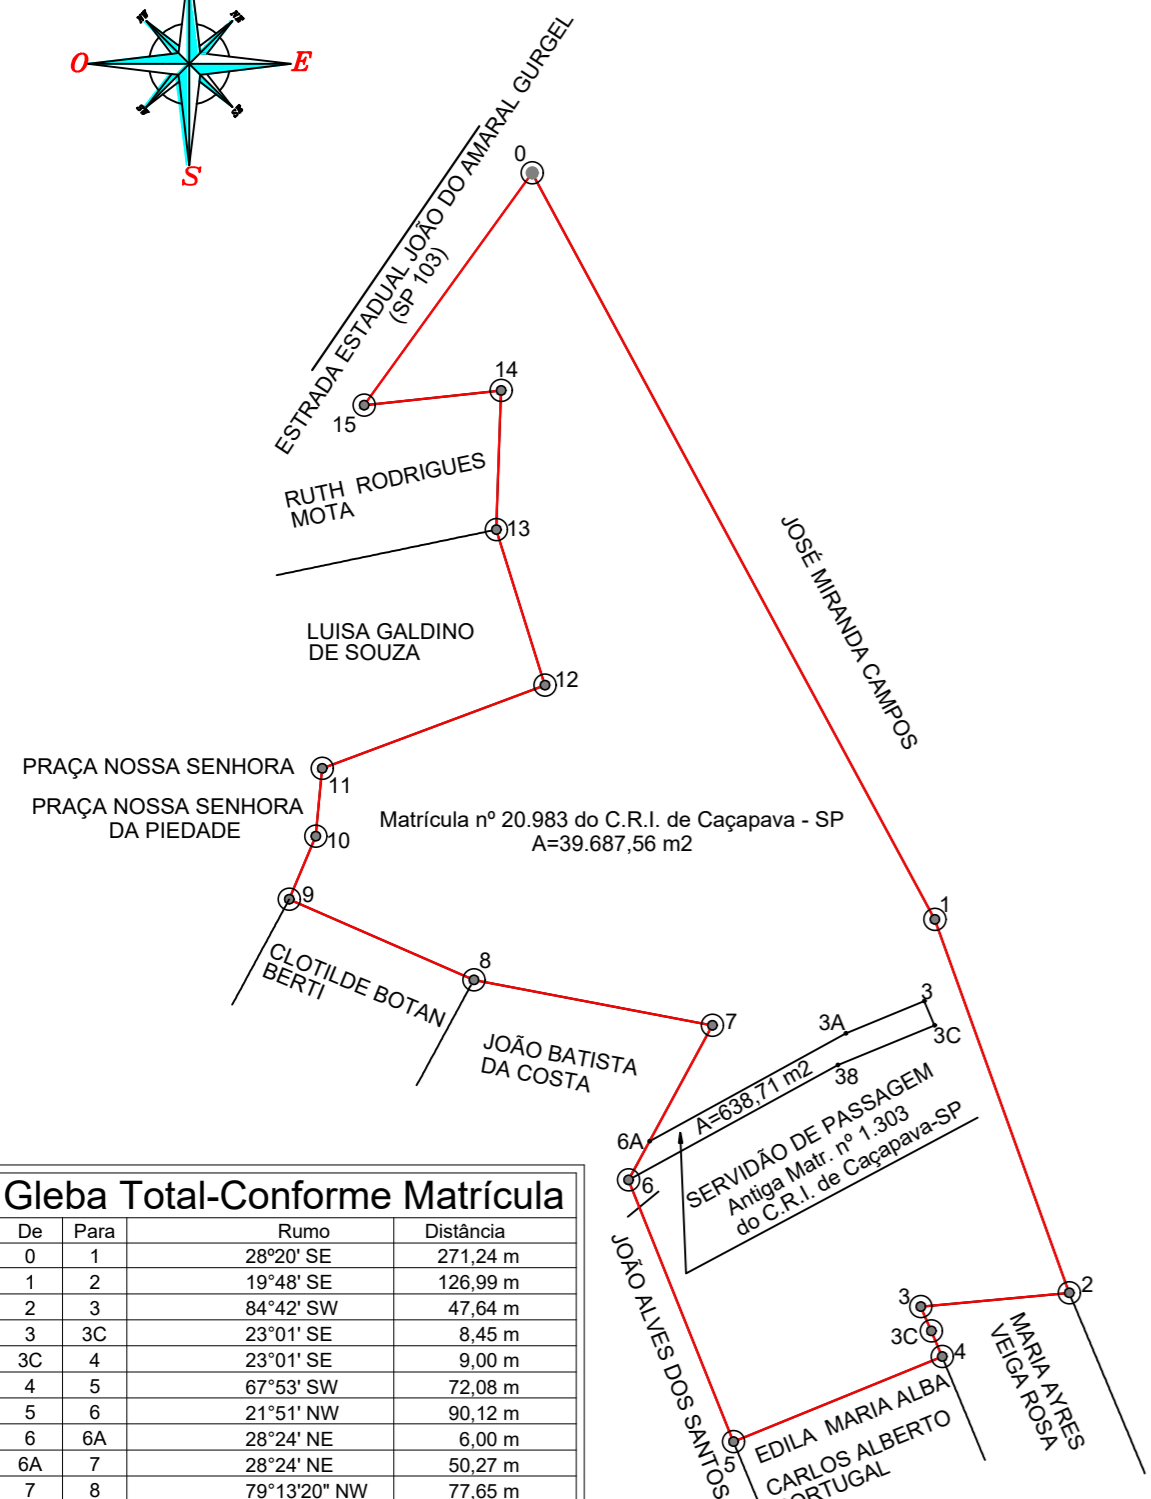 O
E
S
ESTRADA ESTADUAL JOÃO DO AMARAL GURGEL
(SP 103)
0
14
15
RUTH RODRIGUES
MOTA
13
JOSÉ MIRANDA CAMPOS
LUISA GALDINO
DE SOUZA
12
PRAÇA NOSSA SENHORA
11
PRAÇA NOSSA SENHORA
DA PIEDADE
10
Matrícula nº 20.983 do C.R.I. de Caçapava - SP
A=39.687,56 m2
9
1
CLOTILDE BOTAN
BERTI
8
7
JOÃO BATISTA
DA COSTA
3
3A
3C
38
A=638,71 m2
6A
6
SERVIDÃO DE PASSAGEM
Antiga Matr. nº 1.303
do C.R.I. de Caçapava-SP
JOÃO ALVES DOS SANTOS
2
3
3C
4
MARIA AYRES
VEIGA ROSA
5
EDILA MARIA ALBA
CARLOS ALBERTO
PORTUGAL
Gleba Total-Conforme Matrícula
De Para Rumo Distância
0 1 28º20' SE 271,24 m
1 2 19°48' SE 126,99 m
2 3 84°42' SW 47,64 m
3 3C 23°01' SE 8,45 m
3C 4 23°01' SE 9,00 m
4 5 67°53' SW 72,08 m
5 6 21°51' NW 90,12 m
6 6A 28°24' NE 6,00 m
6A 7 28°24' NE 50,27 m
7 8 79°13'20" NW 77,65 m